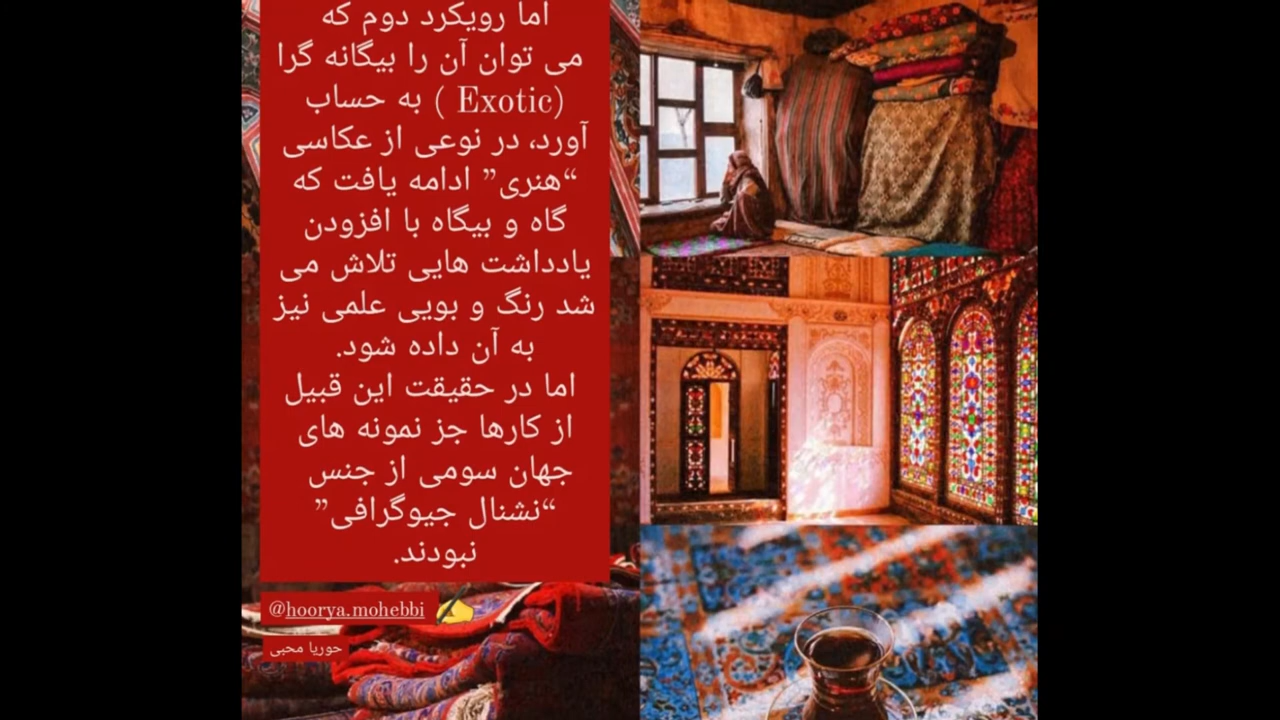 اما رویکرد دوم که
می توان آن را بیگانه گرا
(Exotic ) به حساب
آورد، در نوعی از عکاسی
“هنری” ادامه یافت که
گاه و بیگاه با افزودن
یادداشت هایی تلاش می
شد رنگ و بویی علمی نیز
به آن داده شود.
اما در حقیقت این قبیل
از کارها جز نمونه های
جهان سومی از جنس
“نشنال جیوگرافی”
نبودند.
@hoorya.mohebbi
حوریا محبی